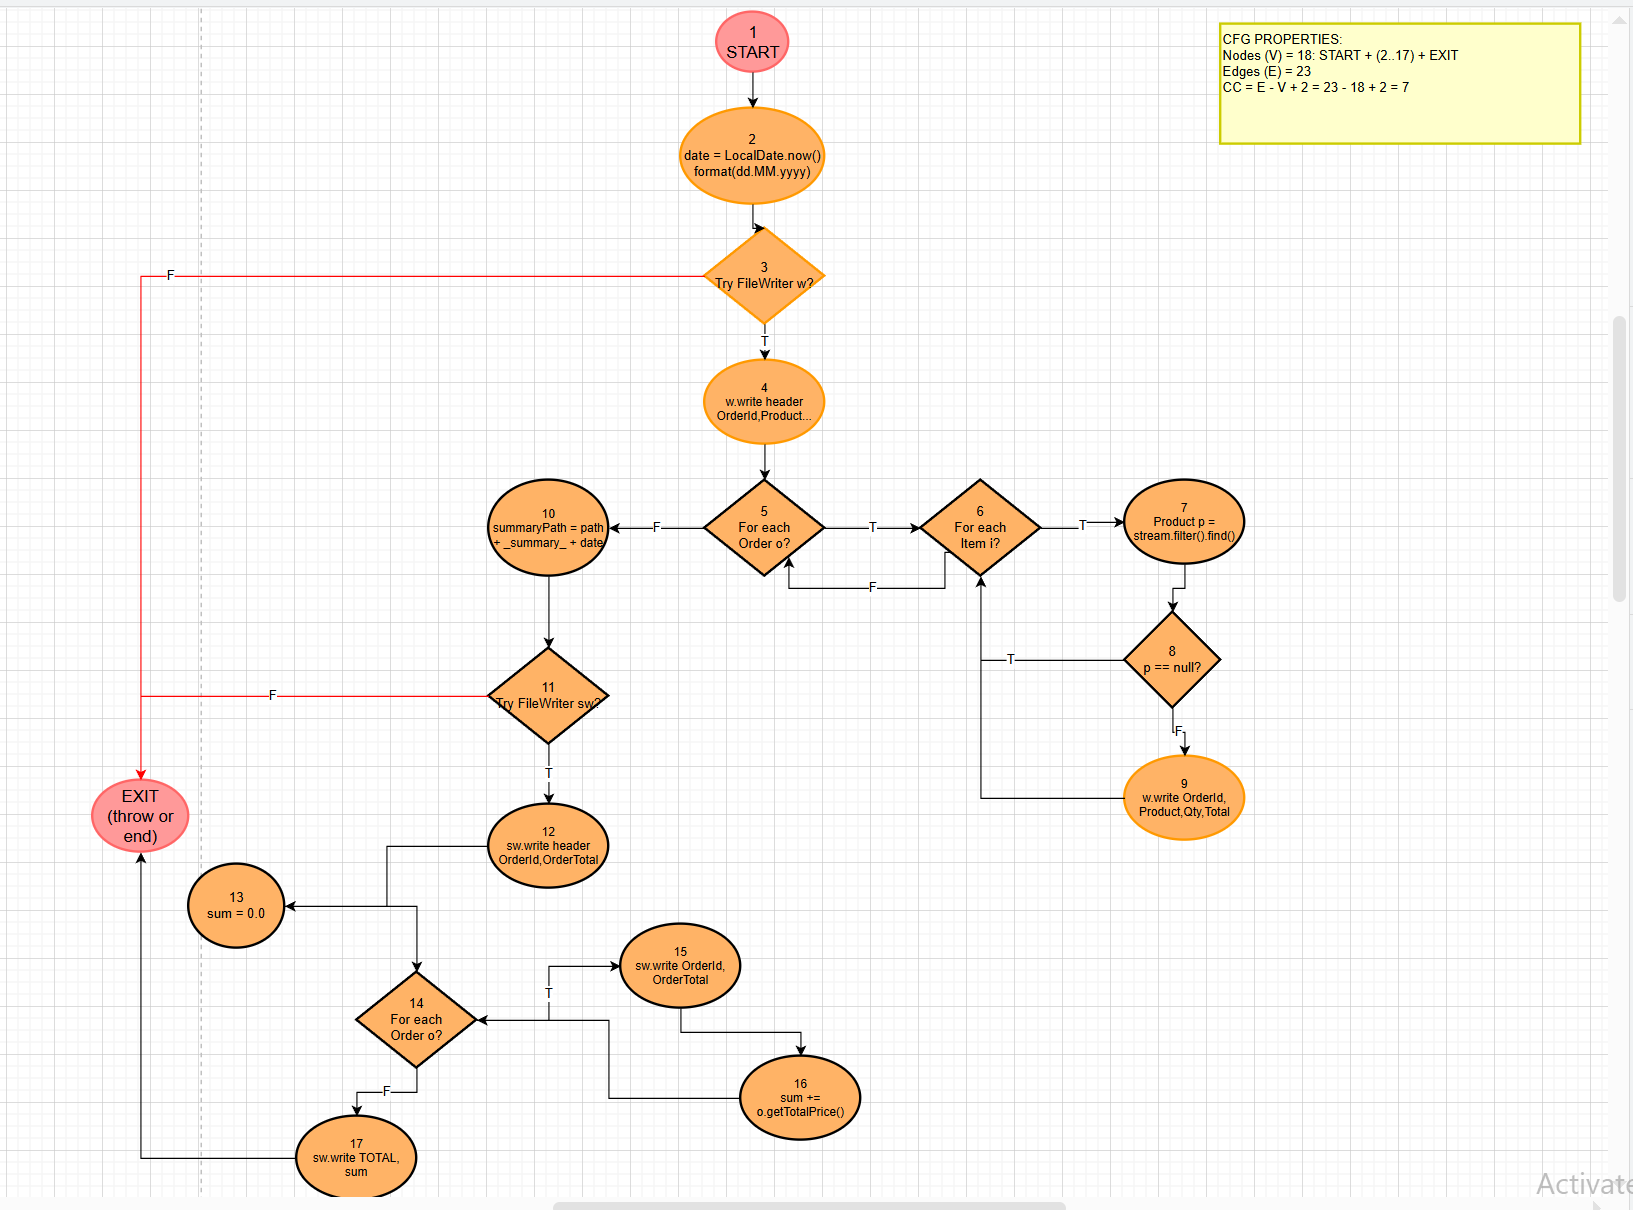 1
START
CFG PROPERTIES:
Nodes (V) = 18: START + (2..17) + EXIT
Edges (E) = 23
CC = E - V + 2 = 23 - 18 + 2 = 7
2
date = LocalDate.now()
format(dd.MM.yyyy)
3
Try FileWriter w?
F
T
4
w.write header
OrderId,Product...
5
For each
Order o?
F
T
6
For each
Item i?
T
F
7
Product p =
stream.filter().find()
10
summaryPath = path
+ _summary_ + date
8
p == null?
T
F
9
w.write OrderId,
Product,Qty,Total
11
Try FileWriter sw?
F
T
EXIT
(throw or
end)
12
sw.write header
OrderId,OrderTotal
13
sum = 0.0
14
For each
Order o?
T
F
15
sw.write OrderId,
OrderTotal
16
sum +=
o.getTotalPrice()
17
sw.write TOTAL,
sum